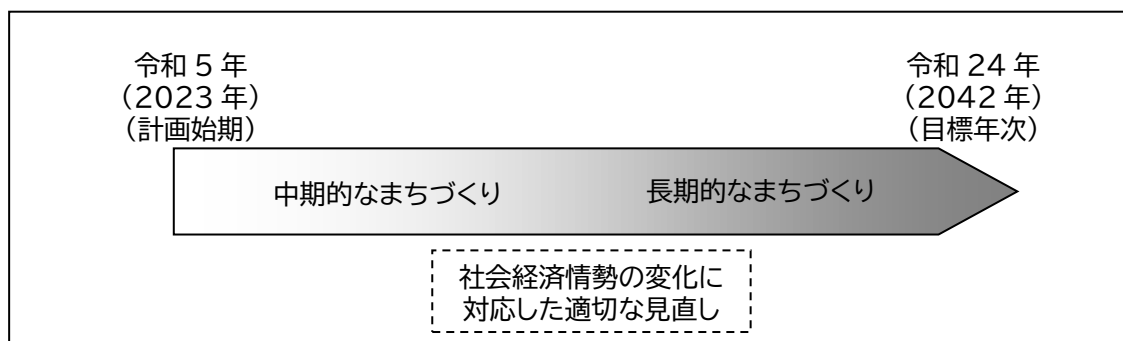 令和 5 年
（2023 年）
（計画始期）
令和 24 年
（2042 年）
（目標年次）
中期的なまちづくり
長期的なまちづくり
社会経済情勢の変化に
対応した適切な見直し